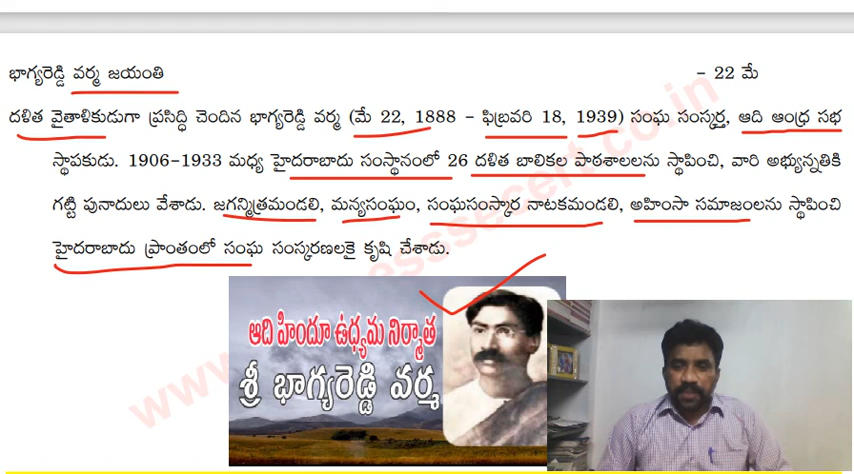 భాగ్యరెడ్డి వర్మ జయంతి - 22 మే
దళిత వైతాళికుడుగా ప్రసిద్ధి చెందిన భాగ్యరెడ్డి వర్మ (మే 22, 1888 - ఫిబ్రవరి 18, 1939) సంఘ సంస్కర్త, ఆది ఆంధ్ర సభ
స్థాపకుడు. 1906-1933 మధ్య హైదరాబాదు సంస్థానంలో 26 దళిత బాలికల పాఠశాలలను స్థాపించి, వారి అభ్యున్నతికి
గట్టి పునాదులు వేశాడు. జగన్మిత్రమండలి, మన్యసంఘం, సంఘసంస్కార నాటకమండలి, అహింసా సమాజంలను స్థాపించి
హైదరాబాదు ప్రాంతంలో సంఘ సంస్కరణలకై కృషి చేశాడు.
ఆది హిందూ ఉధ్యమ నిర్మాత
శ్రీ భాగ్యరెడ్డి వర్మ